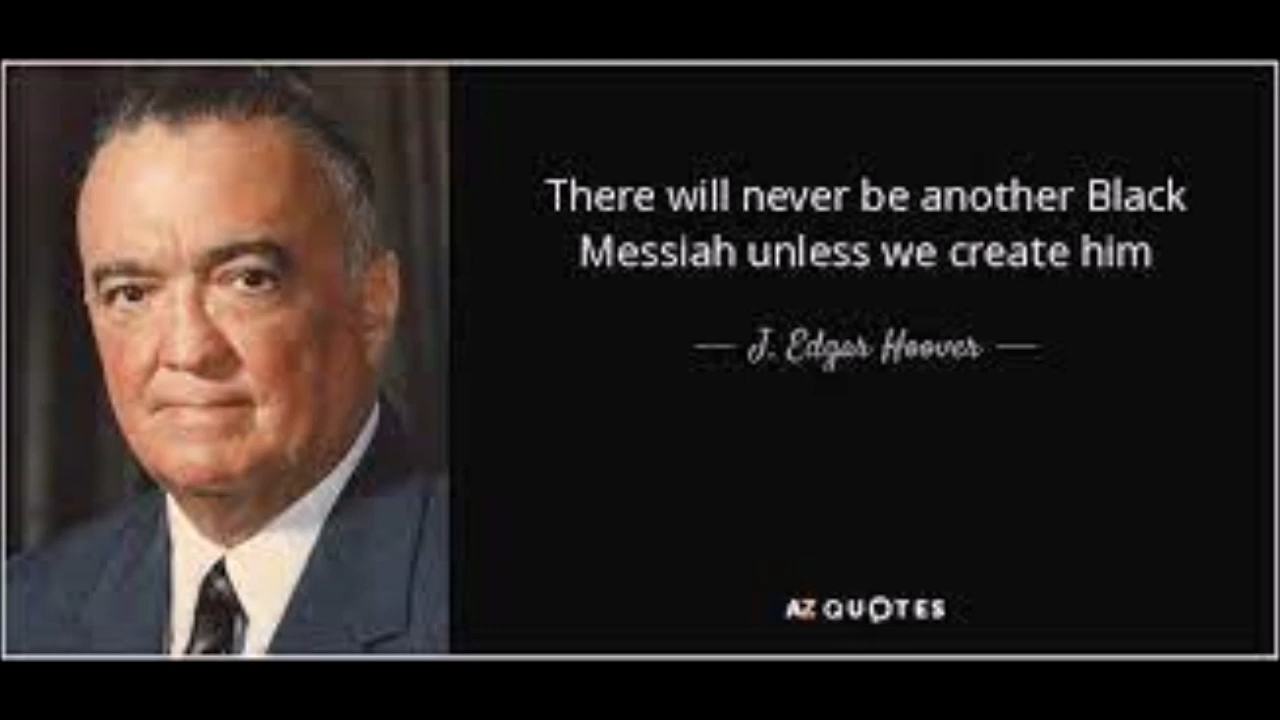 There will never be another Black
Messiah unless we create him
— J. Edgar Hoover —
AZ QUOTES